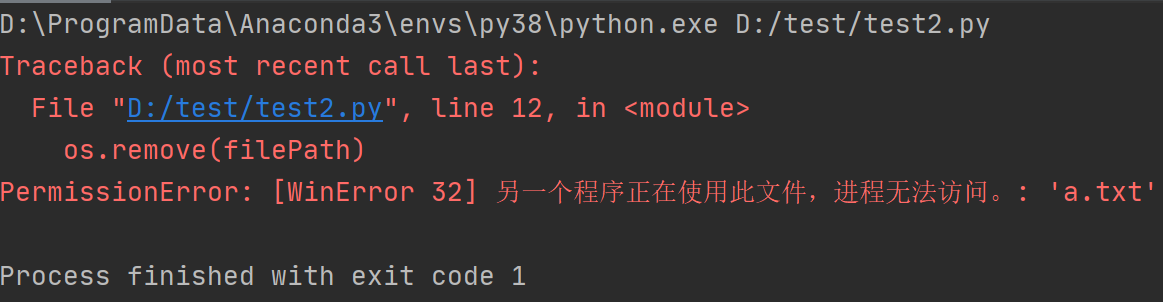 D:\ProgramData\Anaconda3\envs\py38\python.exe D:/test/test2.py
Traceback (most recent call last):
  File "D:/test/test2.py", line 12, in <module>
    os.remove(filePath)
PermissionError: [WinError 32] 另一个程序正在使用此文件，进程无法访问。: 'a.txt'
Process finished with exit code 1